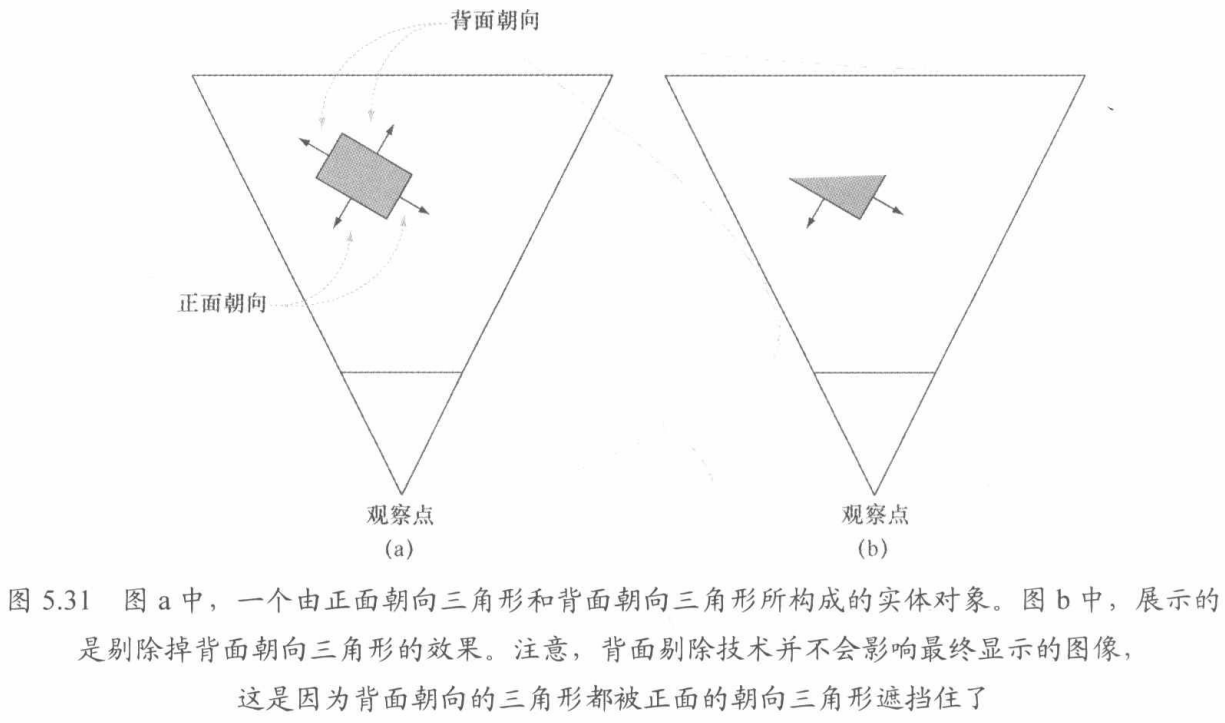 背面朝向
正面朝向
观察点
(a)
观察点
(b)
图 5.31 图 a 中，一个由正面朝向三角形和背面朝向三角形所构成的实体对象。图 b 中，展示的
是剔除掉背面朝向三角形的效果。注意，背面剔除技术并不会影响最终显示的图像，
这是因为背面朝向的三角形都被正面的朝向三角形遮挡住了